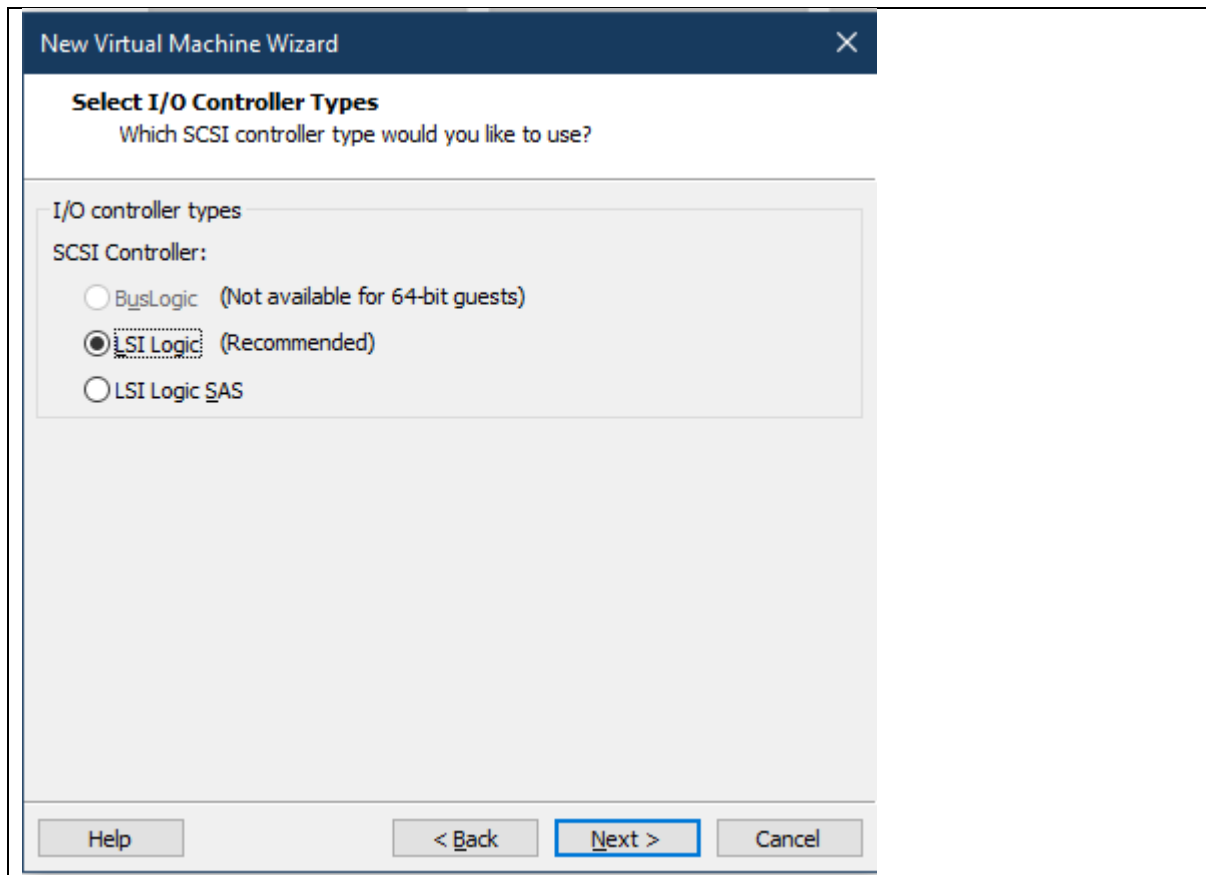 New Virtual Machine Wizard
Select I/O Controller Types
Which SCSI controller type would you like to use?
I/O controller types
SCSI Controller:
BusLogic (Not available for 64-bit guests)
LSI Logic (Recommended)
LSI Logic SAS
Help < Back Next > Cancel